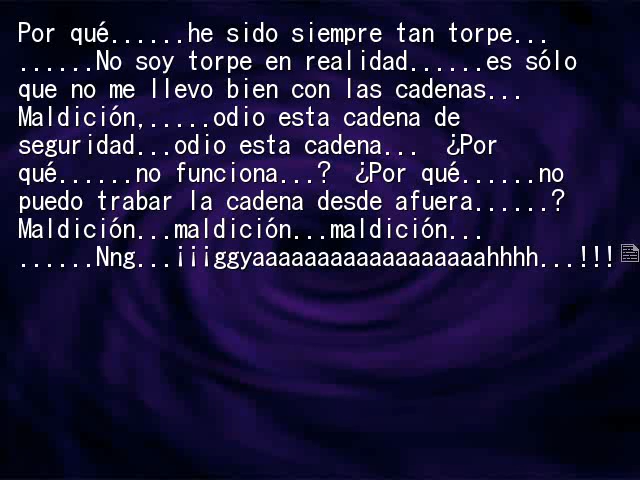 Por qué......he sido siempre tan torpe...
......No soy torpe en realidad......es sólo
que no me llevo bien con las cadenas...
Maldición,.....odio esta cadena de
seguridad...odio esta cadena...  ¿Por
qué......no funciona...?  ¿Por qué......no
puedo trabar la cadena desde afuera......?
Maldición...maldición...maldición...
......Nng...¡¡¡ggyaaaaaaaaaaaaaaaaaahhhh...!!!